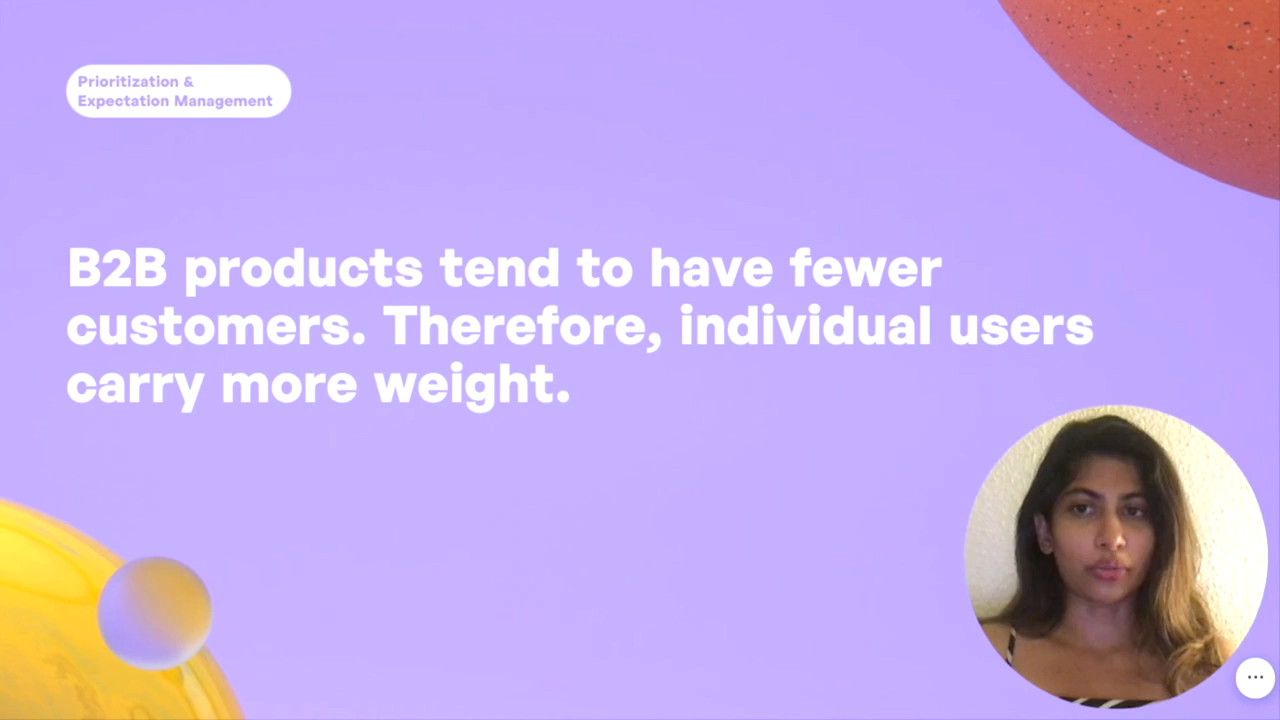 Prioritization &
Expectation Management
B2B products tend to have fewer
customers. Therefore, individual users
carry more weight.